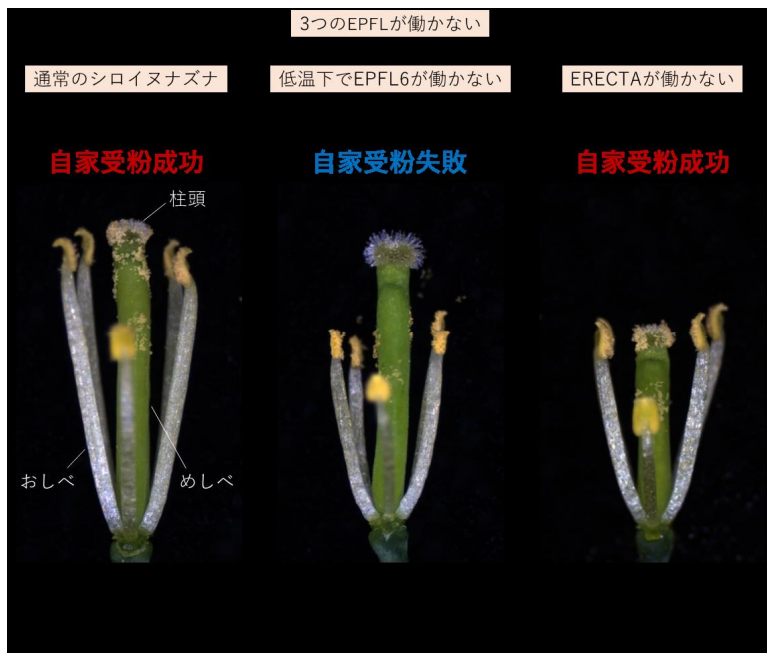 3つのEPFLが働かない
通常のシロイヌナズナ
低温下でEPFL6が働かない
ERECTAが働かない
自家受粉成功
自家受粉失敗
自家受粉成功
柱頭
おしべ
めしべ